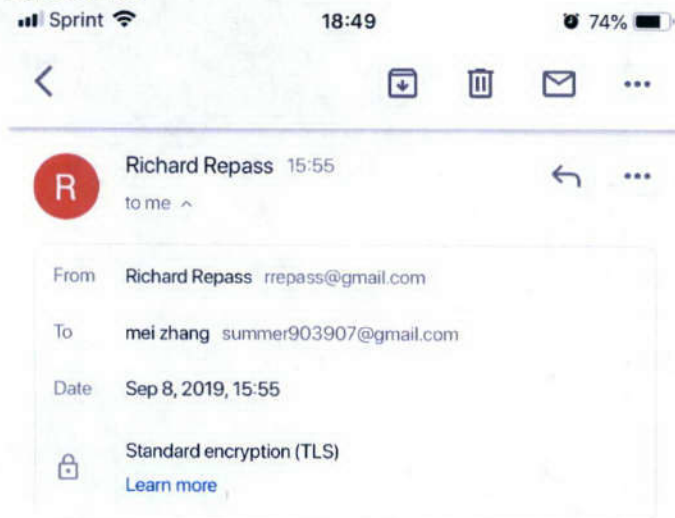 Sprint 18:49 74%
R
Richard Repass 15:55
to me
From Richard Repass rrepass@gmail.com
To mei zhang summer903907@gmail.com
Date Sep 8, 2019, 15:55
Standard encryption (TLS)
Learn more